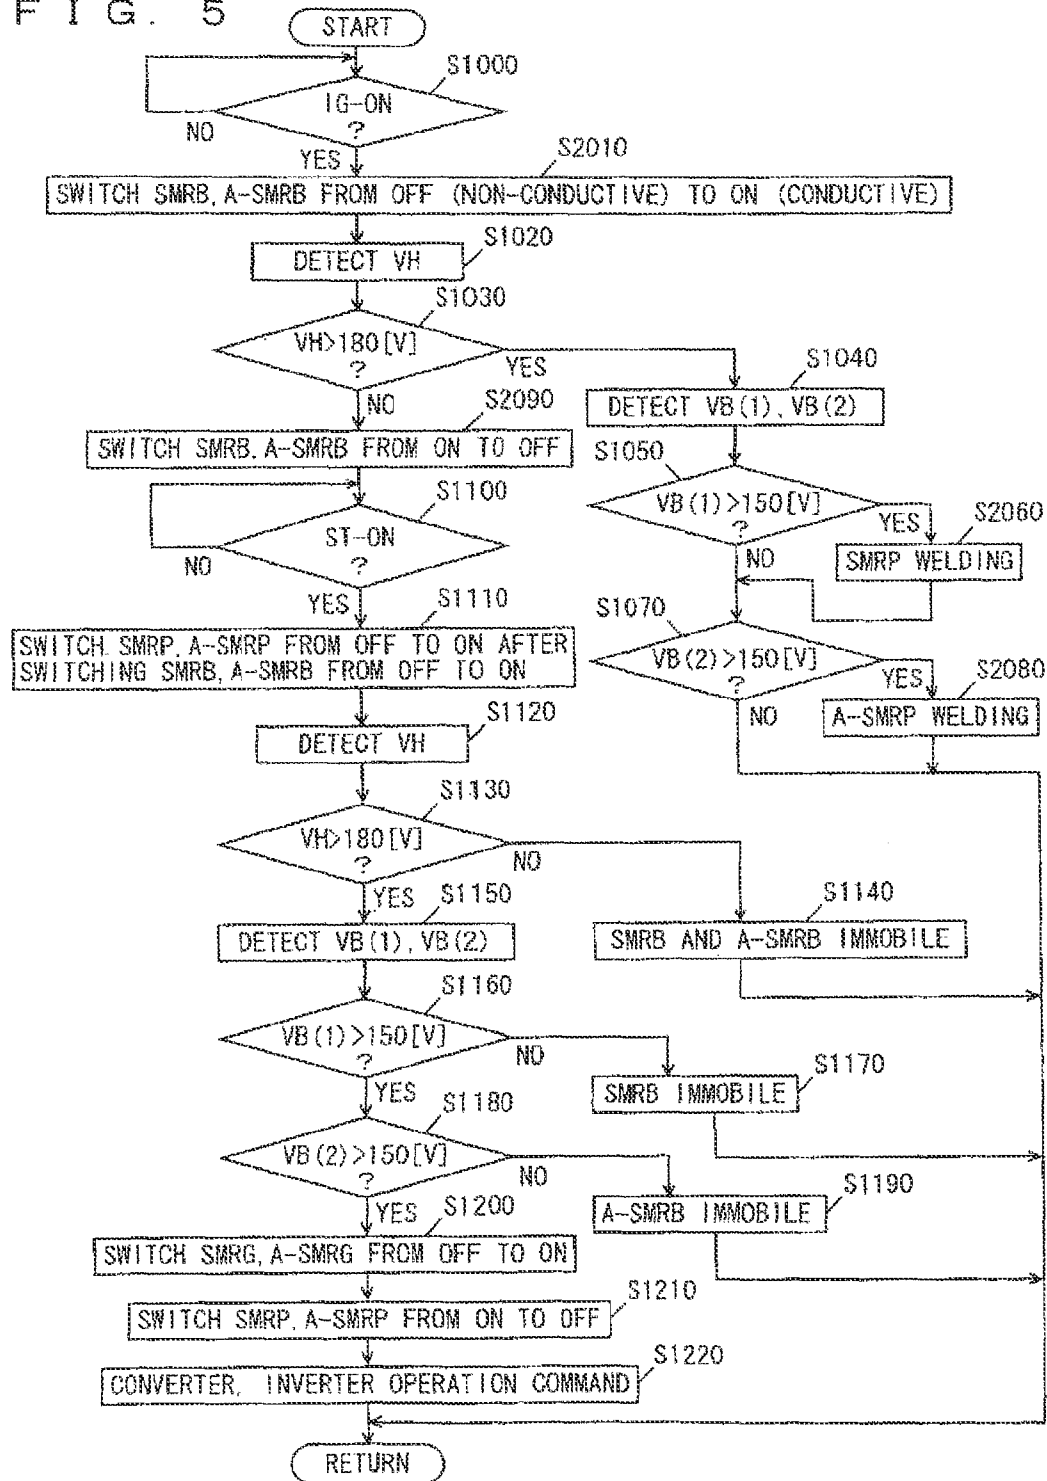 FIG. 5
START
S1000
IG-ON
?
NO
YES
S2010
SWITCH SMRB, A-SMRB FROM OFF (NON-CONDUCTIVE) TO ON (CONDUCTIVE)
S1020
DETECT VH
S1030
VH>180[V]
?
YES
NO
S1040
DETECT VB(1), VB(2)
S2090
SWITCH SMRB, A-SMRB FROM ON TO OFF
S1050
VB(1)>150[V]
?
YES
NO
S2060
SMRP WELDING
S1100
ST-ON
?
NO
YES
S1070
VB(2)>150[V]
?
YES
NO
S2080
A-SMRP WELDING
S1110
SWITCH SMRP, A-SMRP FROM OFF TO ON AFTER
SWITCHING SMRB, A-SMRB FROM OFF TO ON
S1120
DETECT VH
S1130
VH>180[V]
?
NO
YES
S1140
SMRB AND A-SMRB IMMOBILE
S1150
DETECT VB(1), VB(2)
S1160
VB(1)>150[V]
?
NO
YES
S1170
SMRB IMMOBILE
S1180
VB(2)>150[V]
?
NO
YES
S1190
A-SMRB IMMOBILE
S1200
SWITCH SMRG, A-SMRG FROM OFF TO ON
S1210
SWITCH SMRP, A-SMRP FROM ON TO OFF
S1220
CONVERTER, INVERTER OPERATION COMMAND
RETURN